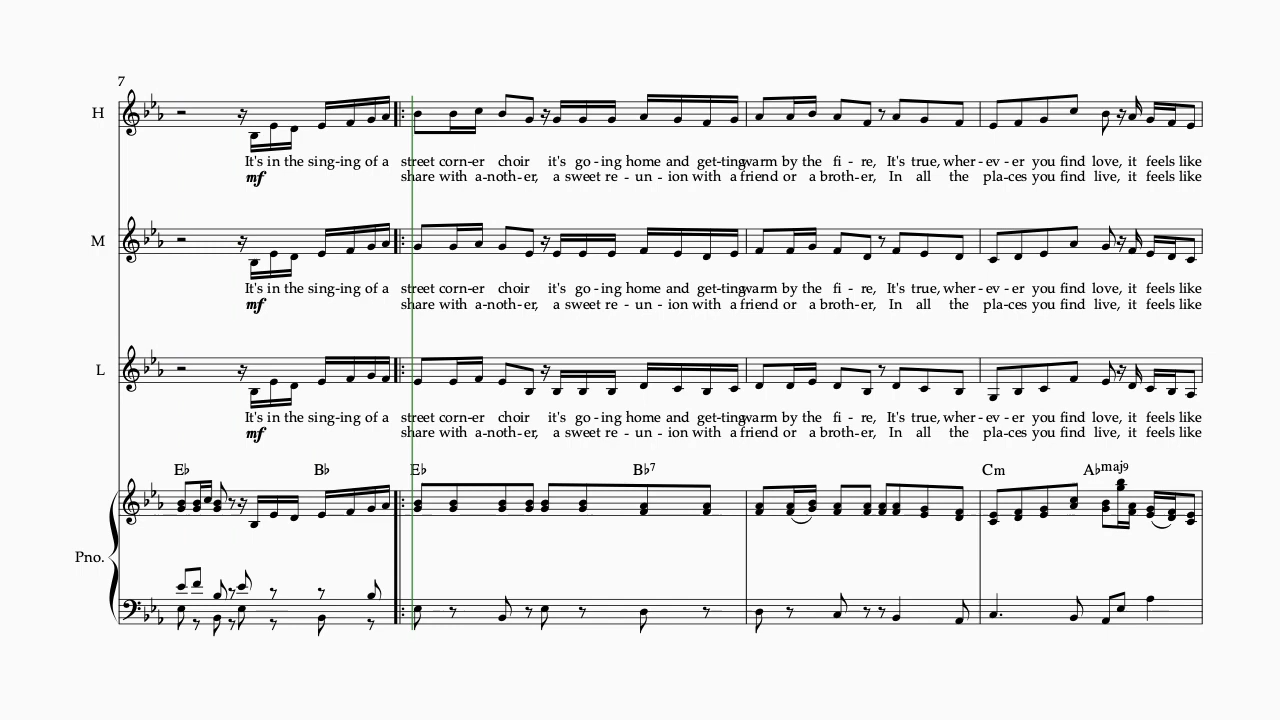 7
H
It's in the sing-ing of a street corn-er choir it's go-ing home and get-ting warm by the fi - re, It's true, wher-ev-er you find love, it feels like
mf share with a-noth-er, a sweet re - un - ion with a friend or a broth-er, In all the pla-ces you find live, it feels like
M
It's in the sing-ing of a street corn-er choir it's go-ing home and get-ting warm by the fi - re, It's true, wher-ev-er you find love, it feels like
mf share with a-noth-er, a sweet re - un - ion with a friend or a broth-er, In all the pla-ces you find live, it feels like
L
It's in the sing-ing of a street corn-er choir it's go-ing home and get-ting warm by the fi - re, It's true, wher-ev-er you find love, it feels like
mf share with a-noth-er, a sweet re - un - ion with a friend or a broth-er, In all the pla-ces you find live, it feels like
E♭ B♭ E♭ B♭7 Cm A♭maj9
Pno.